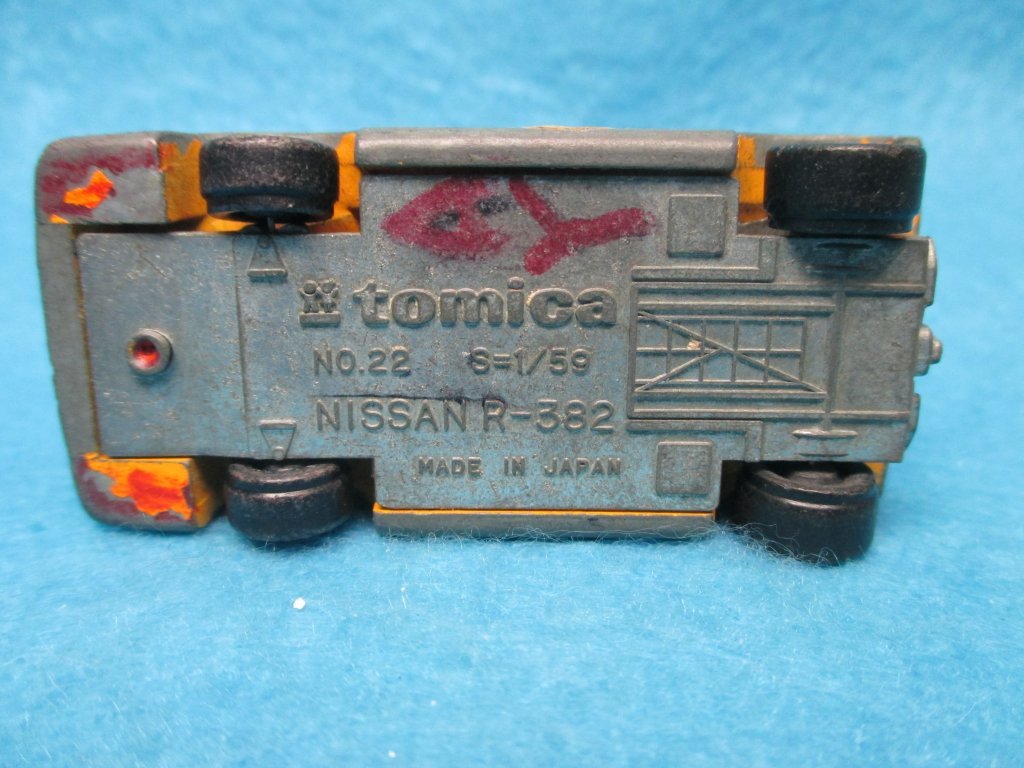 tomica
NO.22 S=1/59
NISSAN R-382
MADE IN JAPAN